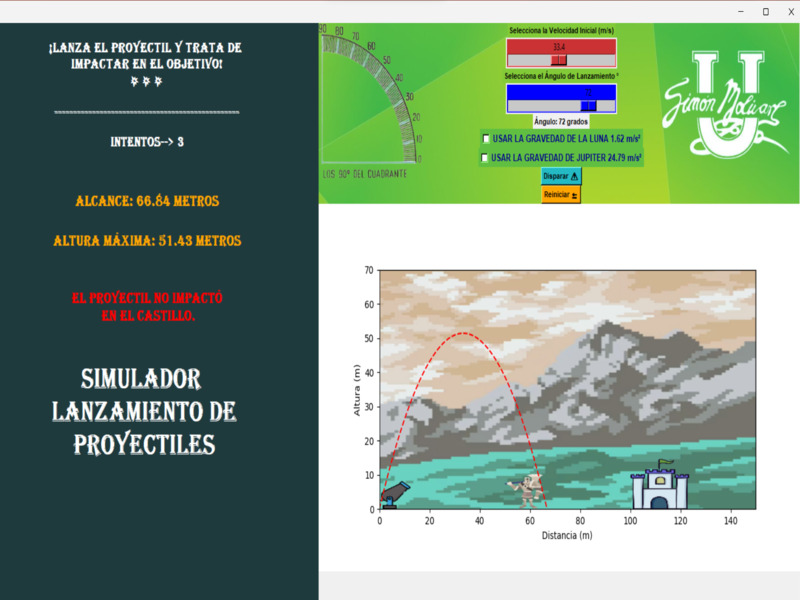 ¡LANZA EL PROYECTIL Y TRATA DE
IMPACTAR EN EL OBJETIVO!
INTENTOS--> 3
ALCANCE: 66.84 METROS
ALTURA MÁXIMA: 51.43 METROS
EL PROYECTIL NO IMPACTÓ
EN EL CASTILLO.
SIMULADOR
LANZAMIENTO DE
PROYECTILES
90
80
70
60
50
40
30
20
10
0
LOS 90º DEL CUADRANTE
Selecciona la Velocidad Inicial (m/s)
33.4
Selecciona el Ángulo de Lanzamiento °
72
Ángulo: 72 grados
USAR LA GRAVEDAD DE LA LUNA 1.62 m/s²
USAR LA GRAVEDAD DE JUPITER 24.79 m/s²
Disparar
Reiniciar
U
Simón Bolívar
Altura (m)
70
60
50
40
30
20
10
0
0 20 40 60 80 100 120 140
Distancia (m)